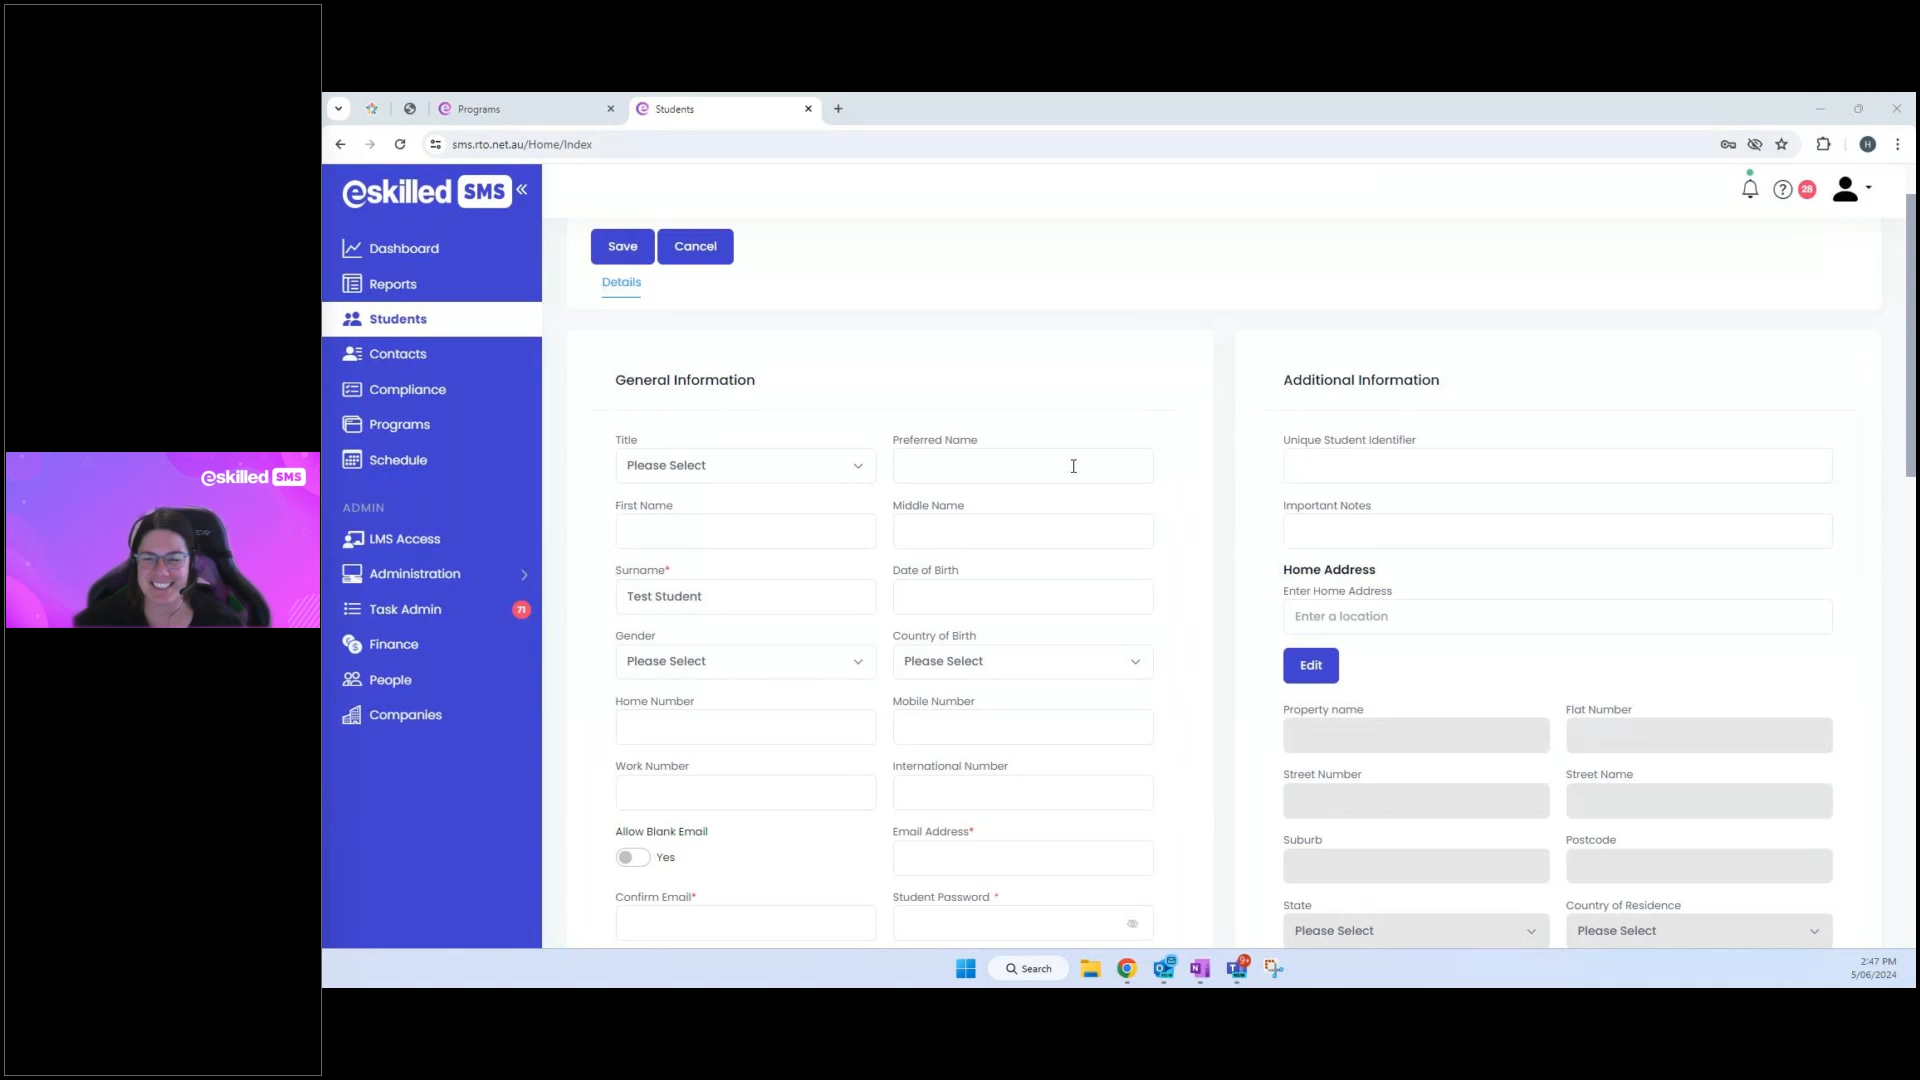 eskilled SMS
Programs
Students
sms.rto.net.au/Home/Index
H
eskilled SMS
28
Dashboard
Reports
Students
Contacts
Compliance
Programs
Schedule
ADMIN
LMS Access
Administration
Task Admin 71
Finance
People
Companies
Save Cancel
Details
General Information
Title Preferred Name
Please Select
First Name Middle Name
Surname* Date of Birth
Test Student
Gender Country of Birth
Please Select Please Select
Home Number Mobile Number
Work Number International Number
Allow Blank Email Email Address*
Yes
Confirm Email* Student Password *
Additional Information
Unique Student Identifier
Important Notes
Home Address
Enter Home Address
Enter a location
Edit
Property name Flat Number
Street Number Street Name
Suburb Postcode
State Country of Residence
Please Select Please Select
Search
9+
2:47 PM
5/06/2024